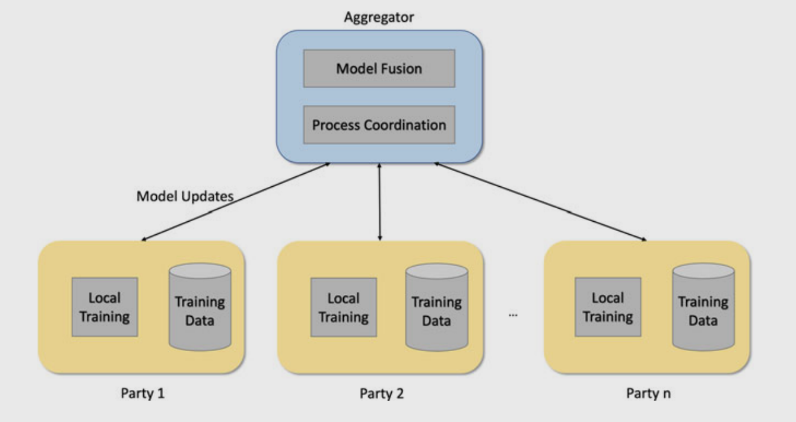 Aggregator
Model Fusion
Process Coordination
Model Updates
Local
Training
Training
Data
Local
Training
Training
Data
...
Local
Training
Training
Data
Party 1
Party 2
Party n